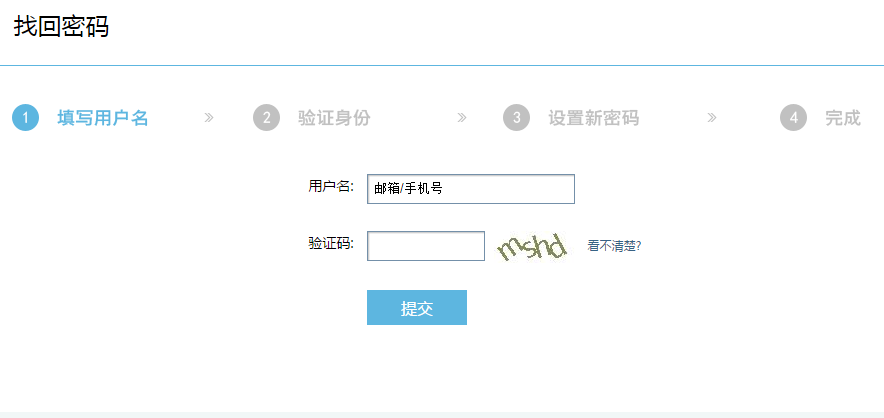 找回密码
1 填写用户名 » 2 验证身份 » 3 设置新密码 » 4 完成
用户名: 邮箱/手机号
验证码: mshd 看不清楚?
提交